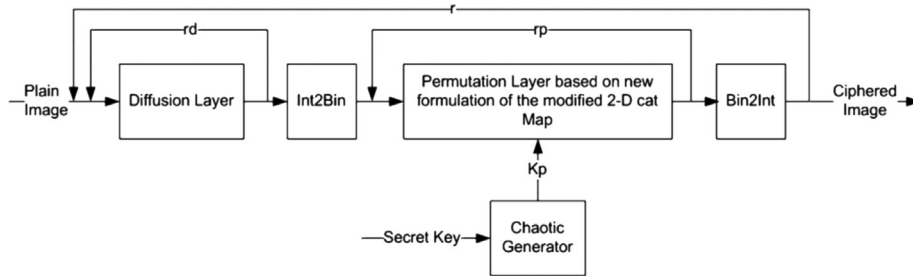 r
rd
rp
Plain
Image
Diffusion Layer
Int2Bin
Permutation Layer based on new
formulation of the modified 2-D cat
Map
Bin2Int
Ciphered
Image
Kp
Secret Key
Chaotic
Generator